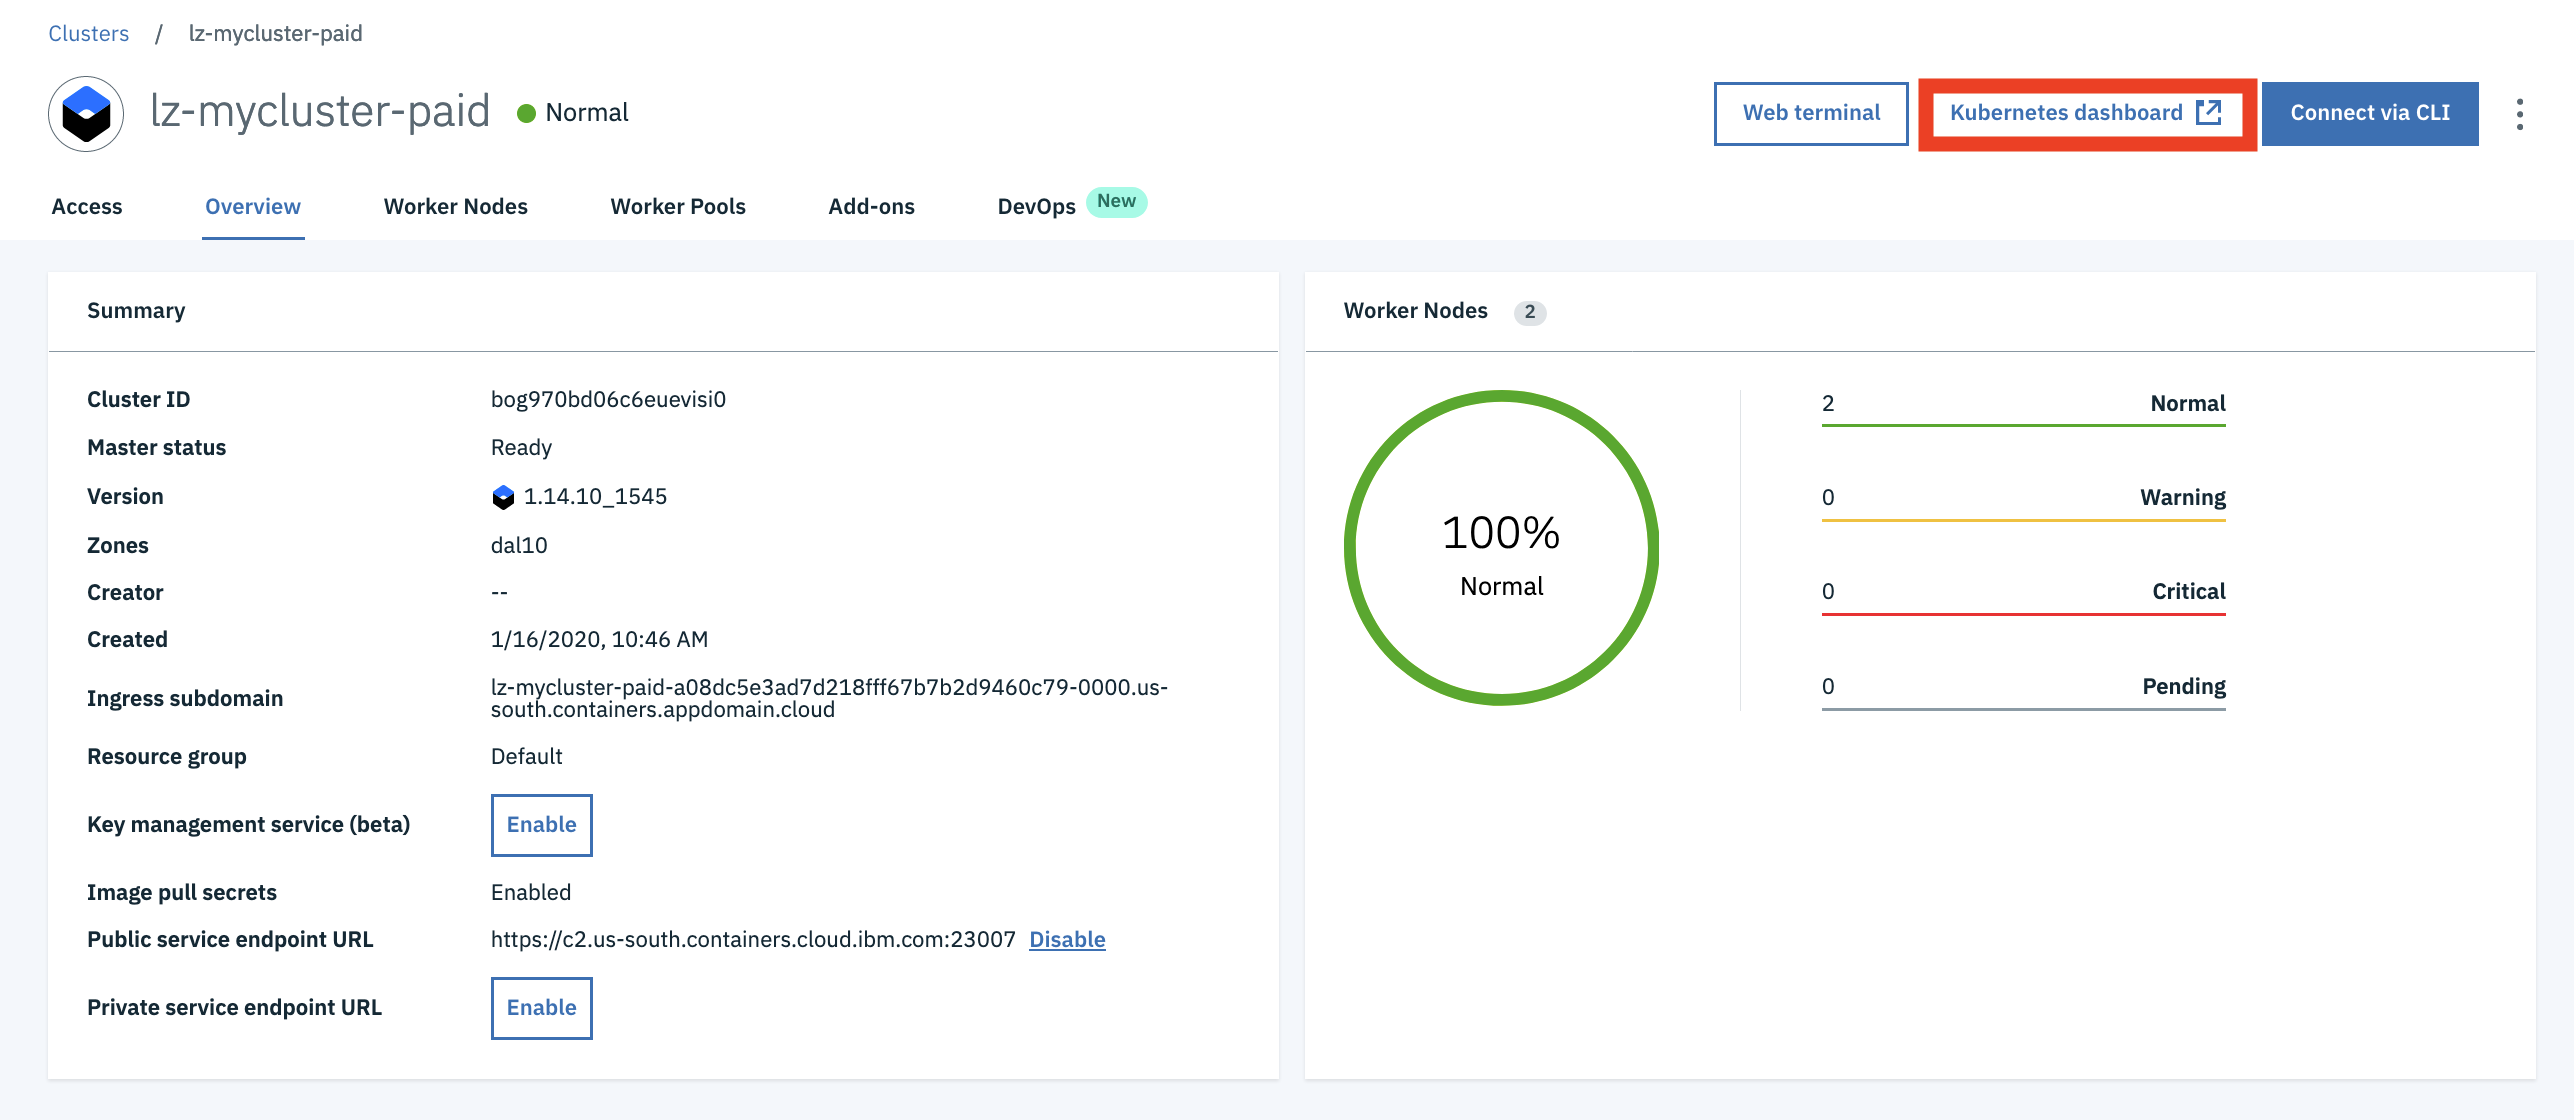 Clusters / lz-mycluster-paid
lz-mycluster-paid Normal
Web terminal
Kubernetes dashboard
Connect via CLI
Access Overview Worker Nodes Worker Pools Add-ons DevOps New
Summary
Cluster ID bog970bd06c6euevisi0
Master status Ready
Version 1.14.10_1545
Zones dal10
Creator --
Created 1/16/2020, 10:46 AM
Ingress subdomain lz-mycluster-paid-a08dc5e3ad7d218fff67b7b2d9460c79-0000.us-
south.containers.appdomain.cloud
Resource group Default
Key management service (beta) Enable
Image pull secrets Enabled
Public service endpoint URL https://c2.us-south.containers.cloud.ibm.com:23007 Disable
Private service endpoint URL Enable
Worker Nodes 2
100%
Normal
2 Normal
0 Warning
0 Critical
0 Pending